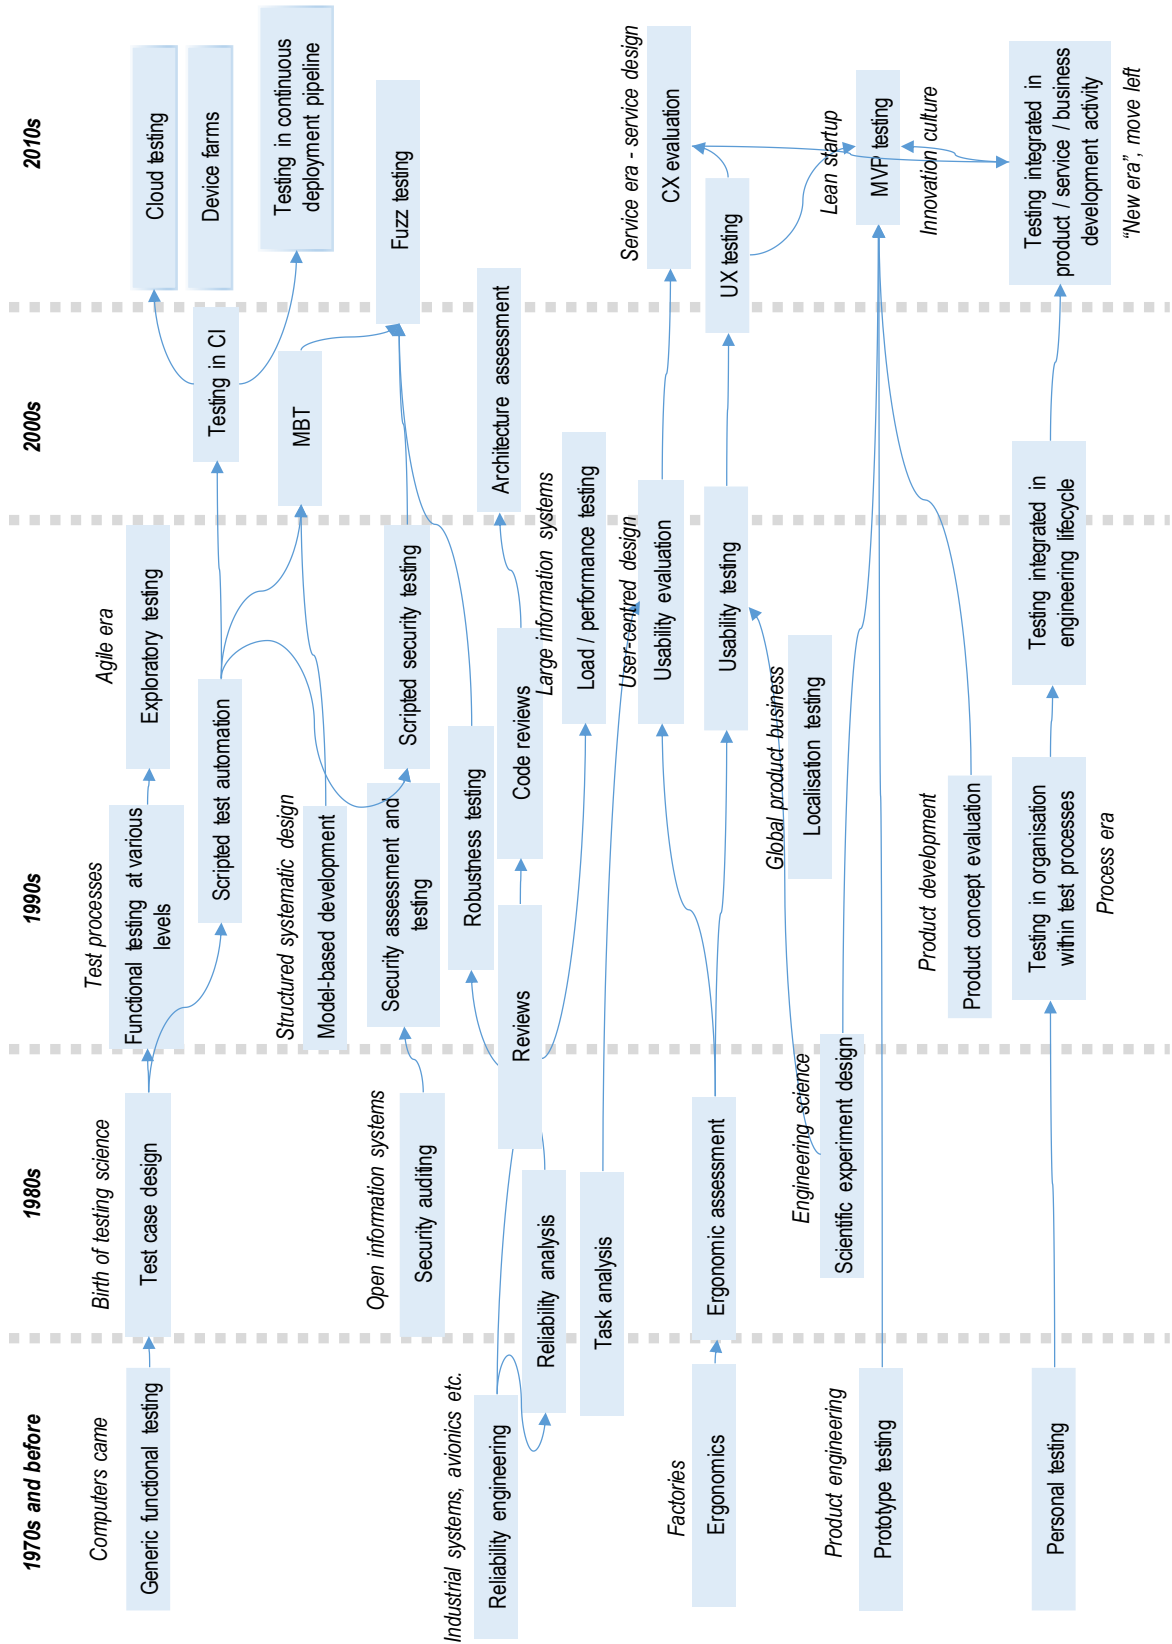 1970s and before
1980s
1990s
2000s
2010s
Computers came
Generic functional testing
Birth of testing science
Test case design
Test processes
Functional testing at various
levels
Agile era
Exploratory testing
Scripted test automation
Testing in CI
Cloud testing
Device farms
Testing in continuous
deployment pipeline
Structured systematic design
Model-based development
MBT
Open information systems
Security auditing
Security assessment and
testing
Scripted security testing
Fuzz testing
Industrial systems, avionics etc.
Reliability engineering
Reliability analysis
Robustness testing
Reviews
Code reviews
Architecture assessment
Large information systems
Load / performance testing
Task analysis
User-centred design
Usability evaluation
Service era - service design
CX evaluation
Factories
Ergonomics
Ergonomic assessment
Usability testing
UX testing
Global product business
Localisation testing
Engineering science
Scientific experiment design
Lean startup
MVP testing
Innovation culture
Product engineering
Prototype testing
Product development
Product concept evaluation
Personal testing
Testing in organisation
within test processes
Process era
Testing integrated in
engineering lifecycle
Testing integrated in
product / service / business
development activity
“New era”, move left